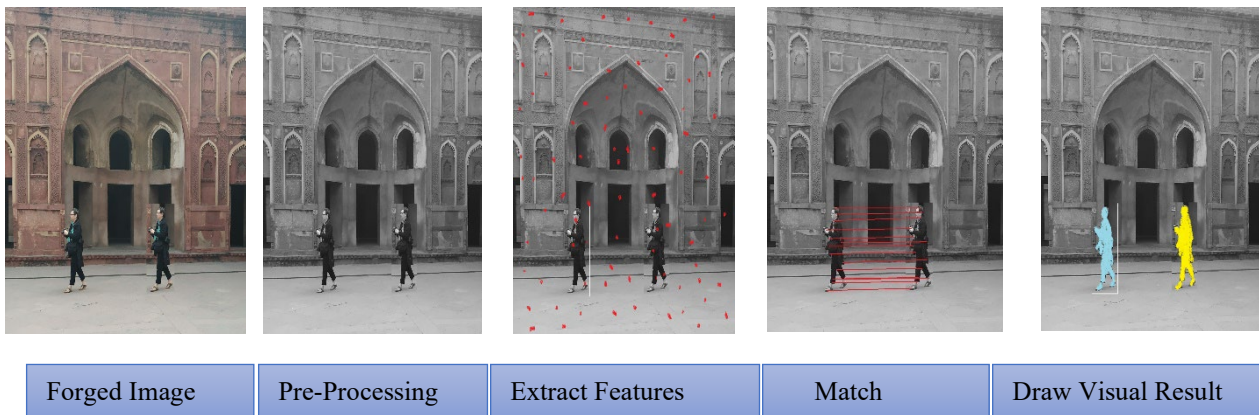 Forged Image
Pre-Processing
Extract Features
Match
Draw Visual Result